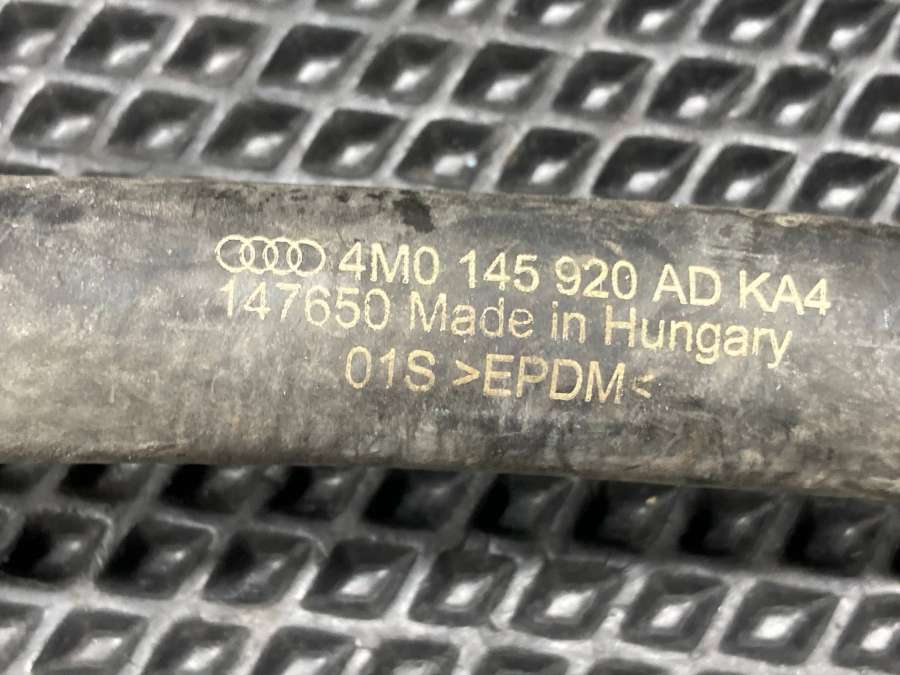 4M0 145 920 AD KA4
147650 Made in Hungary
01S >EPDM<